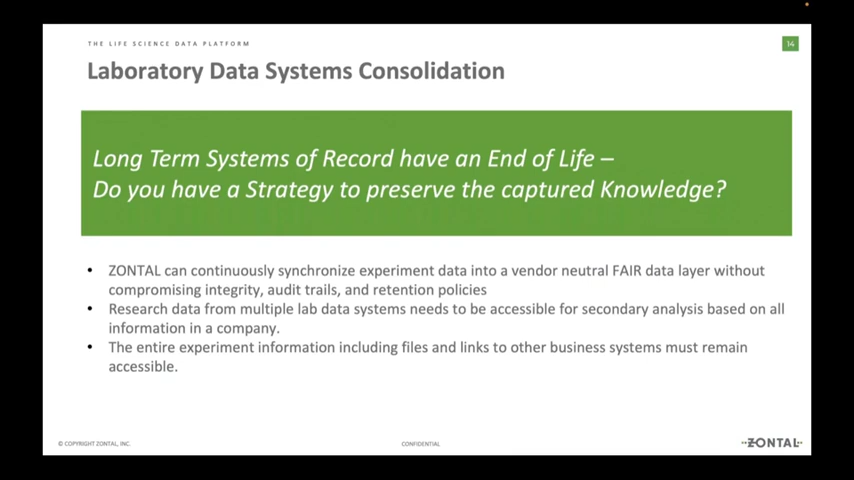 THE LIFE SCIENCE DATA PLATFORM
14
Laboratory Data Systems Consolidation
Long Term Systems of Record have an End of Life –
Do you have a Strategy to preserve the captured Knowledge?
• ZONTAL can continuously synchronize experiment data into a vendor neutral FAIR data layer without
compromising integrity, audit trails, and retention policies
• Research data from multiple lab data systems needs to be accessible for secondary analysis based on all
information in a company.
• The entire experiment information including files and links to other business systems must remain
accessible.
© COPYRIGHT ZONTAL, INC.
CONFIDENTIAL
ZONTAL